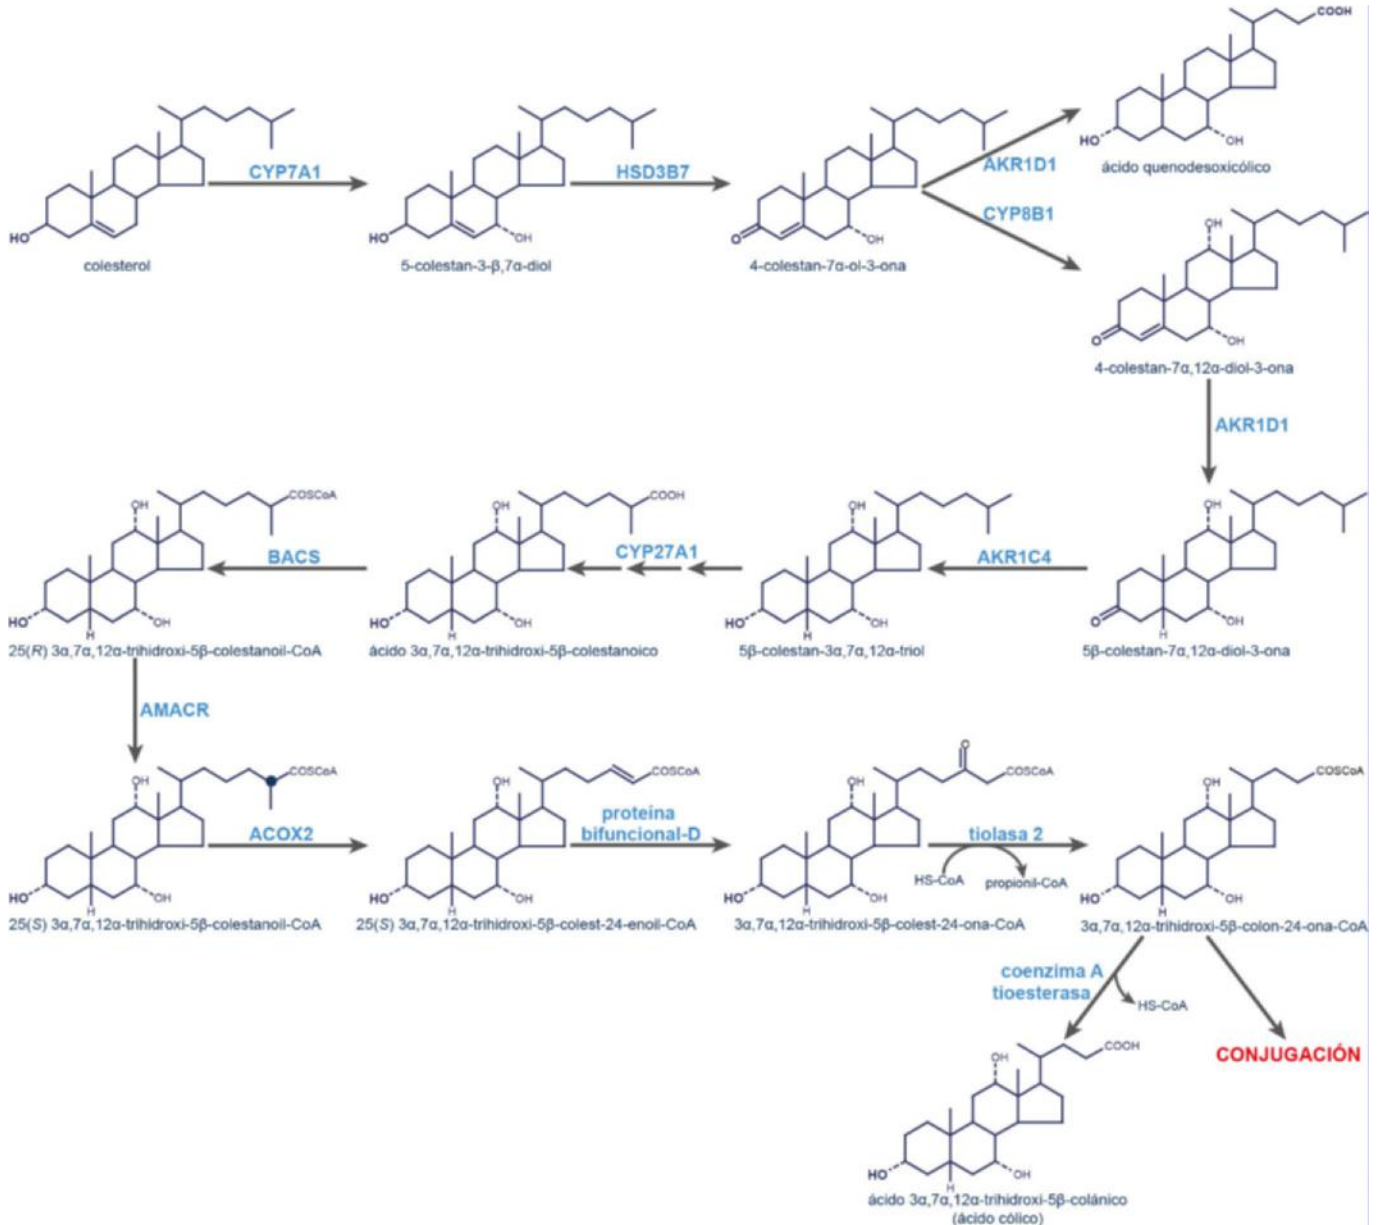 COOH
HO
OH
ácido quenodesoxicólico
CYP7A1
HSD3B7
AKR1D1
CYP8B1
HO
colesterol
HO
OH
5-colestan-3-β,7α-diol
O
OH
4-colestan-7α-ol-3-ona
OH
O
OH
4-colestan-7α,12α-diol-3-ona
AKR1D1
OH
COSCoA
HO
H
OH
25(R) 3α,7α,12α-trihidroxi-5β-colestanoil-CoA
BACS
OH
COOH
HO
H
OH
ácido 3α,7α,12α-trihidroxi-5β-colestanoico
CYP27A1
OH
HO
H
OH
5β-colestan-3α,7α,12α-triol
AKR1C4
OH
O
H
OH
5β-colestan-7α,12α-diol-3-ona
AMACR
OH
COSCoA
HO
H
OH
25(S) 3α,7α,12α-trihidroxi-5β-colestanoil-CoA
ACOX2
OH
COSCoA
HO
H
OH
25(S) 3α,7α,12α-trihidroxi-5β-colest-24-enoil-CoA
proteína
bifuncional-D
O
OH
COSCoA
HO
H
OH
3α,7α,12α-trihidroxi-5β-colest-24-ona-CoA
tiolasa 2
HS-CoA
propionil-CoA
OH
COSCoA
HO
H
OH
3α,7α,12α-trihidroxi-5β-colon-24-ona-CoA
coenzima A
tioesterasa
HS-CoA
CONJUGACIÓN
OH
COOH
HO
H
OH
ácido 3α,7α,12α-trihidroxi-5β-colánico
(ácido cólico)